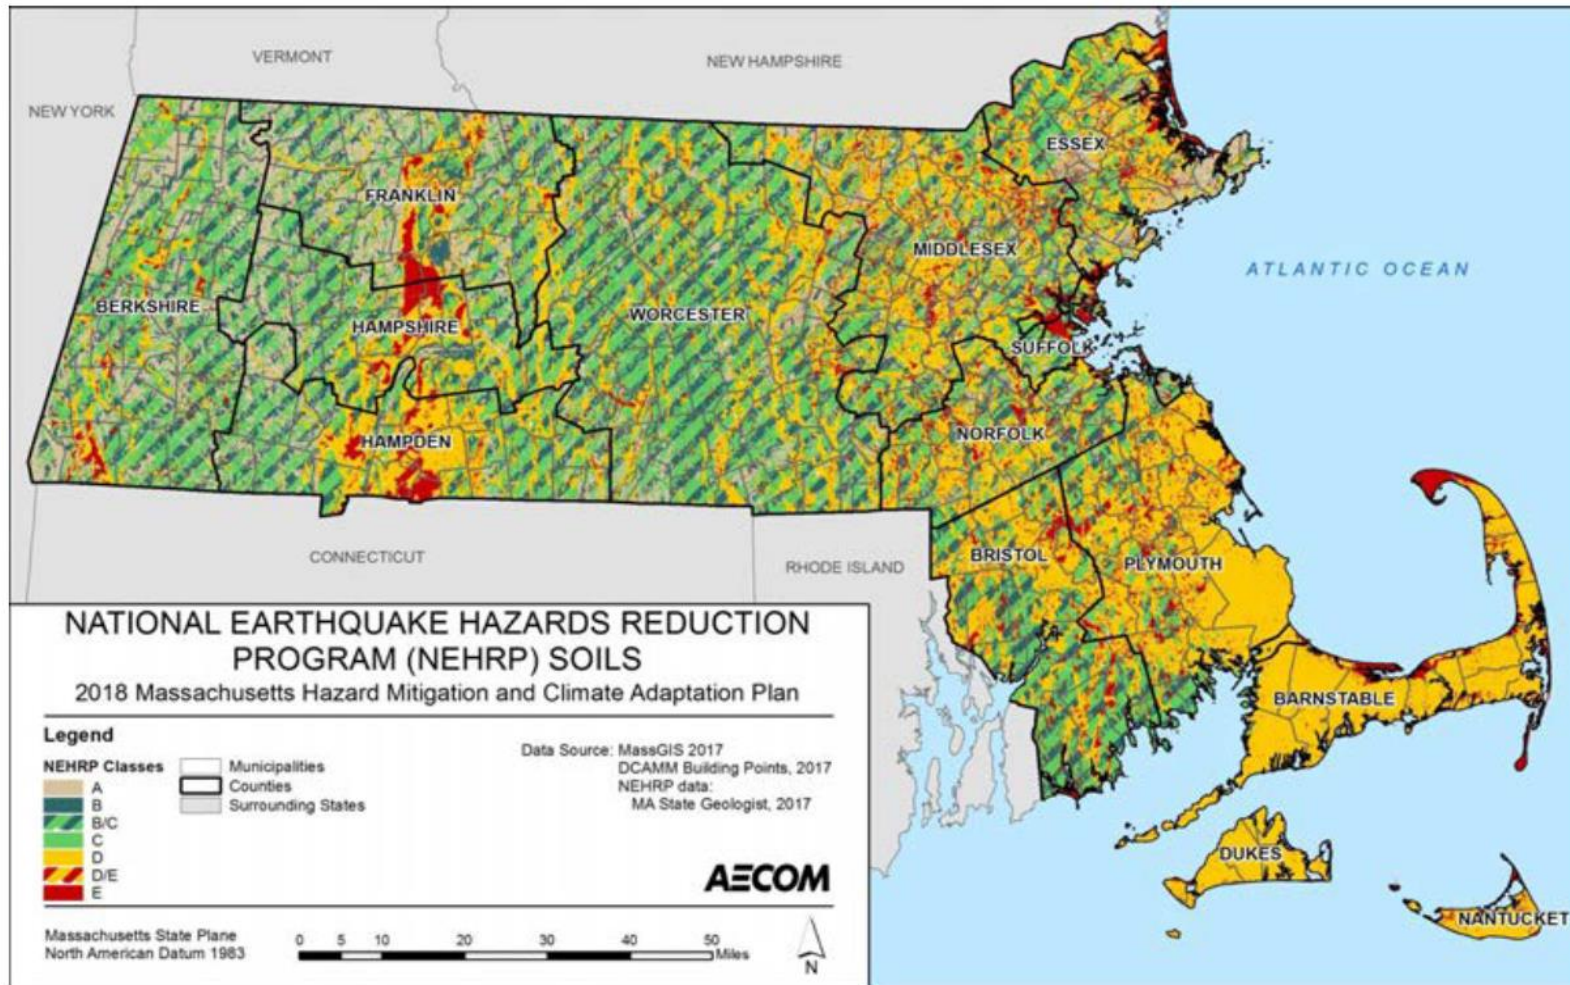 VERMONT
NEW HAMPSHIRE
NEW YORK
ESSEX
FRANKLIN
MIDDLESEX
ATLANTIC OCEAN
BERKSHIRE
HAMPSHIRE
WORCESTER
SUFFOLK
HAMPDEN
NORFOLK
CONNECTICUT
RHODE ISLAND
BRISTOL
PLYMOUTH
BARNSTABLE
DUKES
NANTUCKET
NATIONAL EARTHQUAKE HAZARDS REDUCTION
PROGRAM (NEHRP) SOILS
2018 Massachusetts Hazard Mitigation and Climate Adaptation Plan
Legend
NEHRP Classes
A
B
B/C
C
D
D/E
E
Municipalities
Counties
Surrounding States
Data Source: MassGIS 2017
DCAMM Building Points, 2017
NEHRP data:
MA State Geologist, 2017
AECOM
Massachusetts State Plane
North American Datum 1983
0 5 10 20 30 40 50
Miles
N